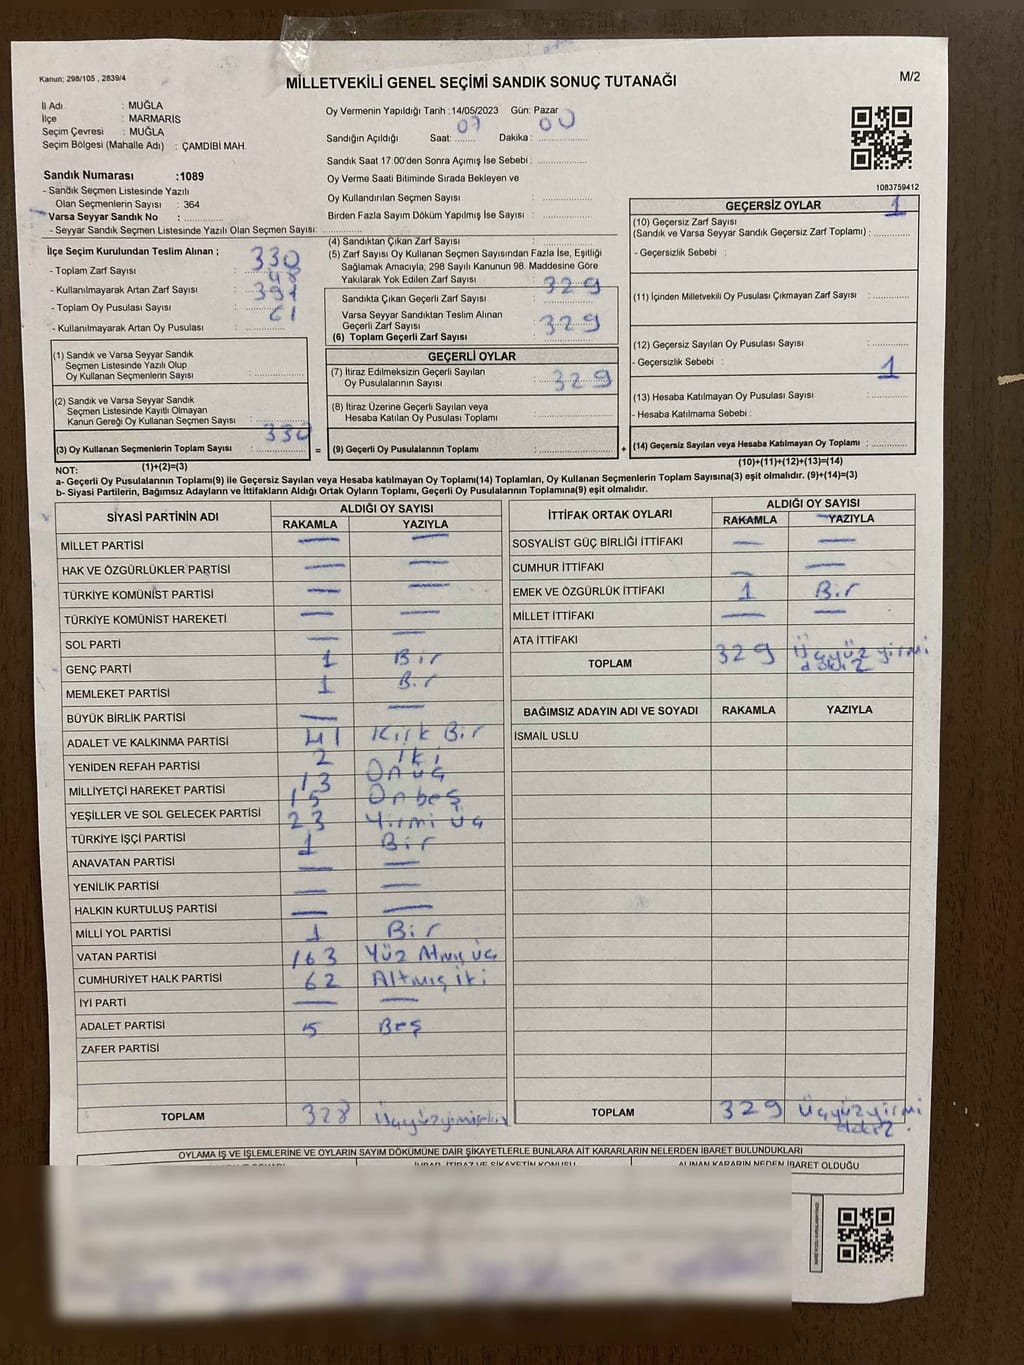 Kanun; 298/105 , 2839/4
MİLLETVEKİLİ GENEL SEÇİMİ SANDIK SONUÇ TUTANAĞI
M/2
İl Adı : MUĞLA
İlçe : MARMARİS
Seçim Çevresi : MUĞLA
Seçim Bölgesi (Mahalle Adı) : ÇAMDİBİ MAH.
Oy Vermenin Yapıldığı Tarih :14/05/2023 Gün: Pazar
Sandığın Açıldığı Saat: 07 Dakika : 00
Sandık Saat 17:00'den Sonra Açımış İse Sebebi :
Oy Verme Saati Bitiminde Sırada Bekleyen ve
Oy Kullandırılan Seçmen Sayısı :
Birden Fazla Sayım Döküm Yapılmış İse Sayısı :
Sandık Numarası :1089
- Sandık Seçmen Listesinde Yazılı
Olan Seçmenlerin Sayısı : 364
Varsa Seyyar Sandık No :
- Seyyar Sandık Seçmen Listesinde Yazılı Olan Seçmen Sayısı:
1083759412
İlçe Seçim Kurulundan Teslim Alınan ;
- Toplam Zarf Sayısı : 330
- Kullanılmayarak Artan Zarf Sayısı :
- Toplam Oy Pusulası Sayısı : 391
- Kullanılmayarak Artan Oy Pusulası : 61
(1) Sandık ve Varsa Seyyar Sandık
Seçmen Listesinde Yazılı Olup
Oy Kullanan Seçmenlerin Sayısı :
(2) Sandık ve Varsa Seyyar Sandık
Seçmen Listesinde Kayıtlı Olmayan
Kanun Gereği Oy Kullanan Seçmen Sayısı :
(3) Oy Kullanan Seçmenlerin Toplam Sayısı : 330
(1)+(2)=(3)
(4) Sandıktan Çıkan Zarf Sayısı :
(5) Zarf Sayısı Oy Kullanan Seçmen Sayısından Fazla İse, Eşitliği
Sağlamak Amacıyla, 298 Sayılı Kanunun 98. Maddesine Göre
Yakılarak Yok Edilen Zarf Sayısı :
Sandıkta Çıkan Geçerli Zarf Sayısı : 329
Varsa Seyyar Sandıktan Teslim Alınan
Geçerli Zarf Sayısı :
(6) Toplam Geçerli Zarf Sayısı : 329
GEÇERLİ OYLAR
(7) İtiraz Edilmeksizin Geçerli Sayılan
Oy Pusulalarının Sayısı : 329
(8) İtiraz Üzerine Geçerli Sayılan veya
Hesaba Katılan Oy Pusulası Toplamı :
= (9) Geçerli Oy Pusulalarının Toplamı :
GEÇERSİZ OYLAR 1
(10) Geçersiz Zarf Sayısı
(Sandık ve Varsa Seyyar Sandık Geçersiz Zarf Toplamı) :
- Geçersizlik Sebebi :
(11) İçinden Milletvekili Oy Pusulası Çıkmayan Zarf Sayısı :
(12) Geçersiz Sayılan Oy Pusulası Sayısı :
- Geçersizlik Sebebi : 1
(13) Hesaba Katılmayan Oy Pusulası Sayısı :
- Hesaba Katılmama Sebebi :
+ (14) Geçersiz Sayılan veya Hesaba Katılmayan Oy Toplamı :
(10)+(11)+(12)+(13)=(14)
NOT:
a- Geçerli Oy Pusulalarının Toplamı(9) ile Geçersiz Sayılan veya Hesaba katılmayan Oy Toplamı(14) Toplamları, Oy Kullanan Seçmenlerin Toplam Sayısına(3) eşit olmalıdır. (9)+(14)=(3)
b- Siyasi Partilerin, Bağımsız Adayların ve İttifakların Aldığı Ortak Oyların Toplamı, Geçerli Oy Pusulalarının Toplamına(9) eşit olmalıdır.
SİYASİ PARTİNİN ADI ALDIĞI OY SAYISI
RAKAMLA YAZIYLA
MİLLET PARTİSİ — —
HAK VE ÖZGÜRLÜKLER PARTİSİ — —
TÜRKİYE KOMÜNİST PARTİSİ — —
TÜRKİYE KOMÜNİST HAREKETİ — —
SOL PARTİ — —
GENÇ PARTİ 1 Bir
MEMLEKET PARTİSİ 1 Bir
BÜYÜK BİRLİK PARTİSİ — —
ADALET VE KALKINMA PARTİSİ 41 Kırk Bir
YENİDEN REFAH PARTİSİ 2 İki
MİLLİYETÇİ HAREKET PARTİSİ 13 Onüç
YEŞİLLER VE SOL GELECEK PARTİSİ 15 Onbeş
TÜRKİYE İŞÇİ PARTİSİ 23 Yirmi üç
ANAVATAN PARTİSİ 1 Bir
YENİLİK PARTİSİ — —
HALKIN KURTULUŞ PARTİSİ — —
MİLLİ YOL PARTİSİ — —
VATAN PARTİSİ 1 Bir
CUMHURİYET HALK PARTİSİ 163 Yüz Atmış üç
İYİ PARTİ 62 Altmış iki
ADALET PARTİSİ — —
ZAFER PARTİSİ 5 Beş
TOPLAM 328
İTTİFAK ORTAK OYLARI ALDIĞI OY SAYISI
RAKAMLA YAZIYLA
SOSYALİST GÜÇ BİRLİĞİ İTTİFAKI — —
CUMHUR İTTİFAKI — —
EMEK VE ÖZGÜRLÜK İTTİFAKI 1 Bir
MİLLET İTTİFAKI — —
ATA İTTİFAKI
TOPLAM 329 Üçyüz yirmi
BAĞIMSIZ ADAYIN ADI VE SOYADI RAKAMLA YAZIYLA
İSMAİL USLU
TOPLAM 329 Üçyüz yirmi
OYLAMA İŞ VE İŞLEMLERİNE VE OYLARIN SAYIM DÖKÜMÜNE DAİR ŞİKAYETLERLE BUNLARA AİT KARARLARIN NELERDEN İBARET BULUNDUKLARI
İHBAR, İTİRAZ VE ŞİKAYETİN KONUSU
ALINAN KARARIN NEDEN İBARET OLDUĞU